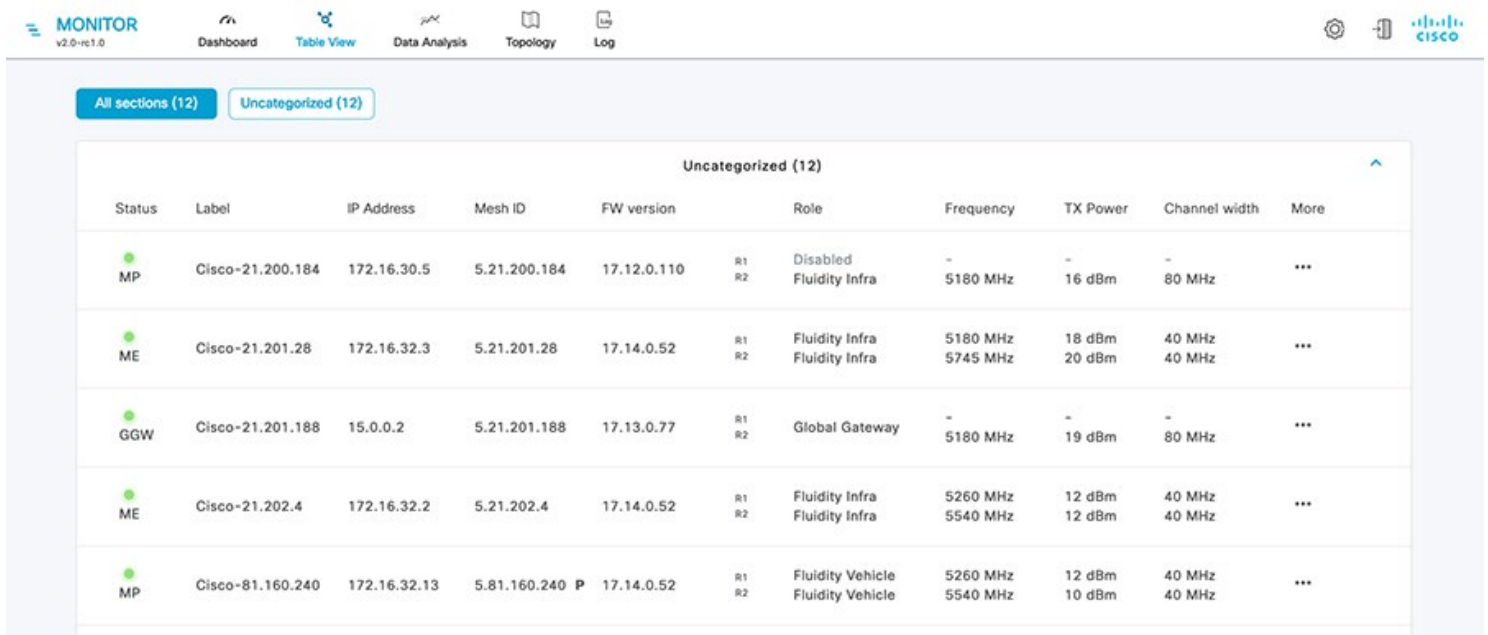 MONITOR
v2.0-rc1.0
Dashboard
Table View
Data Analysis
Topology
Log
Log
CISCO
All sections (12)
Uncategorized (12)
Uncategorized (12)
Status Label IP Address Mesh ID FW version Role Frequency TX Power Channel width More
R1 Disabled - - -
MP Cisco-21.200.184 172.16.30.5 5.21.200.184 17.12.0.110 R2 Fluidity Infra 5180 MHz 16 dBm 80 MHz ...
R1 Fluidity Infra 5180 MHz 18 dBm 40 MHz
ME Cisco-21.201.28 172.16.32.3 5.21.201.28 17.14.0.52 R2 Fluidity Infra 5745 MHz 20 dBm 40 MHz ...
R1 - - -
GGW Cisco-21.201.188 15.0.0.2 5.21.201.188 17.13.0.77 R2 Global Gateway 5180 MHz 19 dBm 80 MHz ...
R1 Fluidity Infra 5260 MHz 12 dBm 40 MHz
ME Cisco-21.202.4 172.16.32.2 5.21.202.4 17.14.0.52 R2 Fluidity Infra 5540 MHz 12 dBm 40 MHz ...
R1 Fluidity Vehicle 5260 MHz 12 dBm 40 MHz
MP Cisco-81.160.240 172.16.32.13 5.81.160.240 P 17.14.0.52 R2 Fluidity Vehicle 5540 MHz 10 dBm 40 MHz ...